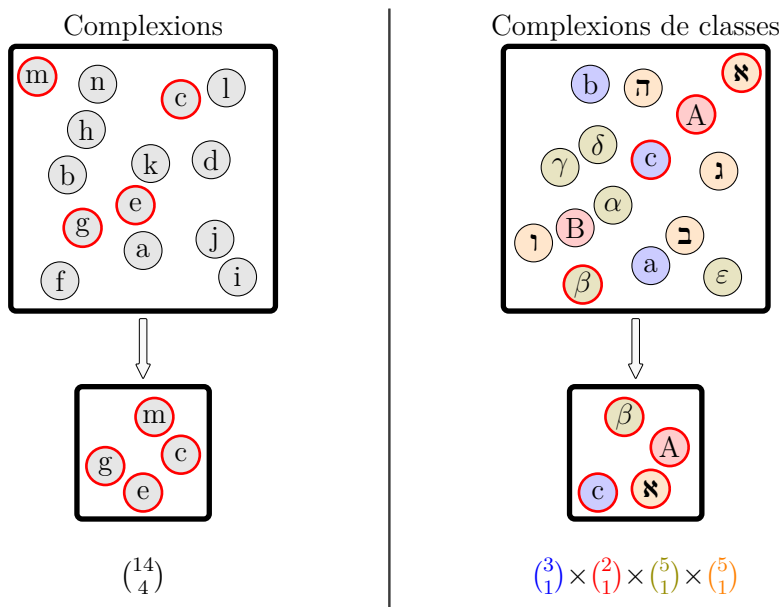 Complexions
m n c l
h
b k d
e
g
a j
f i
m
g c
e
(14 4)
Complexions de classes
b ה א
A
δ
γ c ג
α
ו B ב
β a ε
β
A
c א
(3 1) × (2 1) × (5 1) × (5 1)